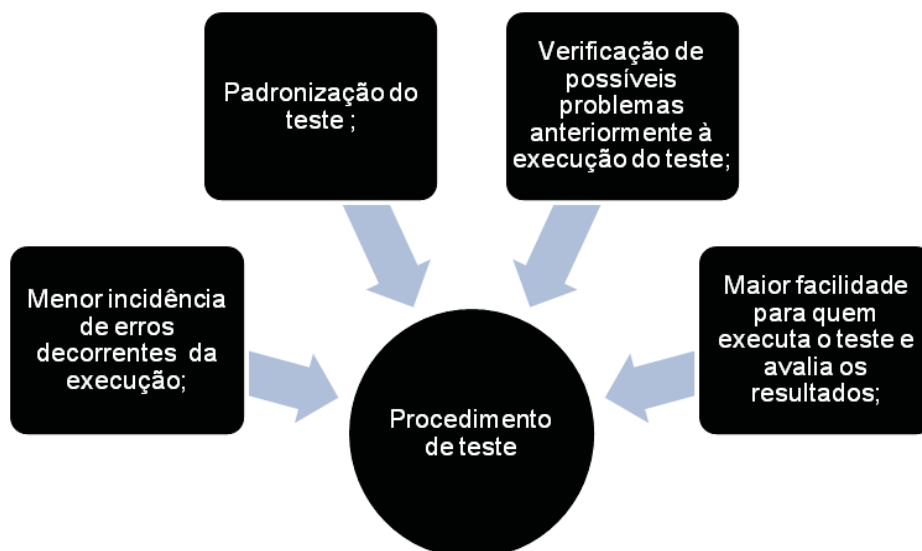 Padronização do
teste ;
Verificação de
possíveis
problemas
anteriormente à
execução do teste;
Menor incidência
de erros
decorrentes da
execução;
Maior facilidade
para quem
executa o teste e
avalia os
resultados;
Procedimento
de teste